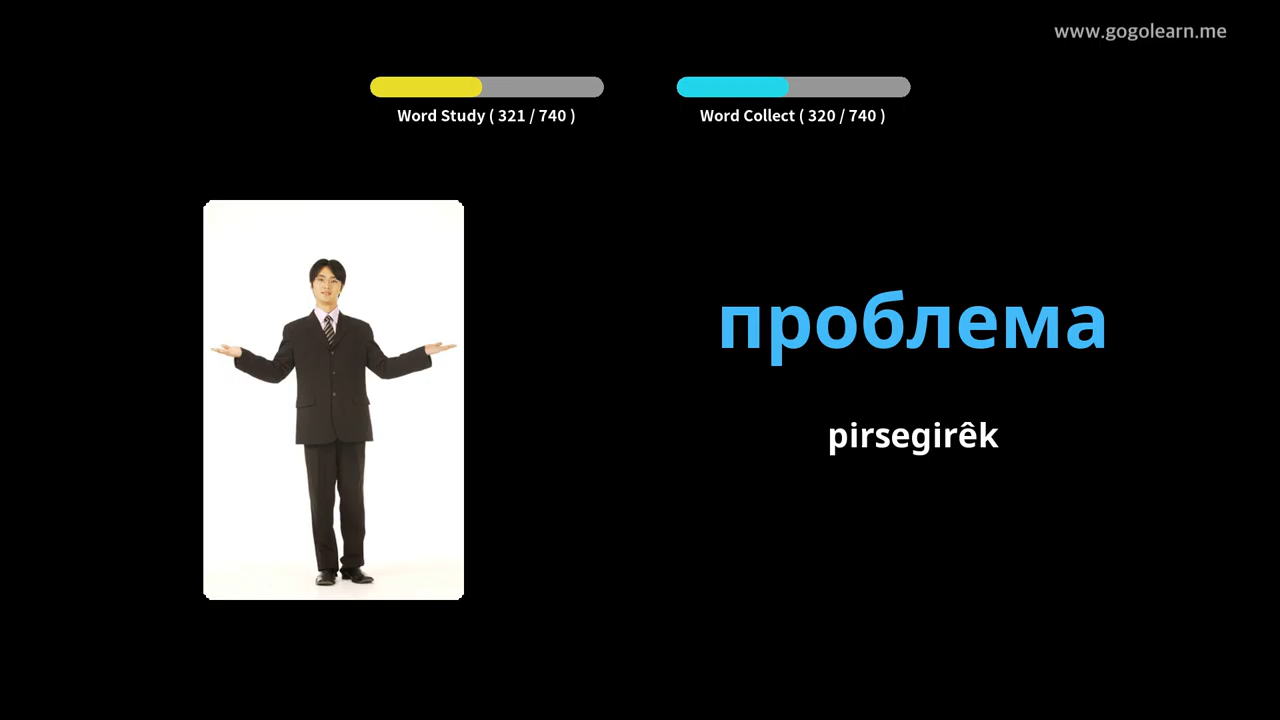 www.gogolearn.me
Word Study ( 321 / 740 )
Word Collect ( 320 / 740 )
проблема
pirsegirêk